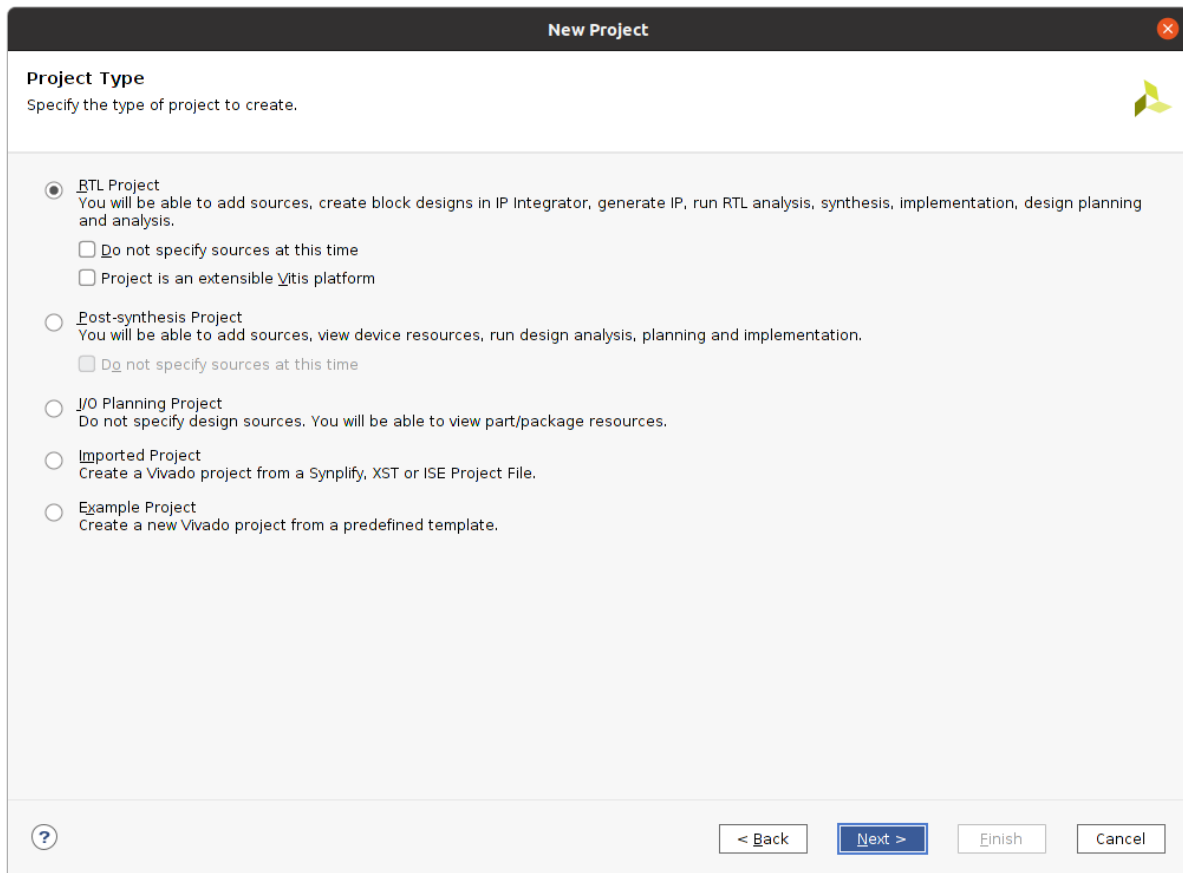 New Project
Project Type
Specify the type of project to create.
RTL Project
You will be able to add sources, create block designs in IP Integrator, generate IP, run RTL analysis, synthesis, implementation, design planning
and analysis.
Do not specify sources at this time
Project is an extensible Vitis platform
Post-synthesis Project
You will be able to add sources, view device resources, run design analysis, planning and implementation.
Do not specify sources at this time
I/O Planning Project
Do not specify design sources. You will be able to view part/package resources.
Imported Project
Create a Vivado project from a Synplify, XST or ISE Project File.
Example Project
Create a new Vivado project from a predefined template.
?
< Back
Next >
Finish
Cancel